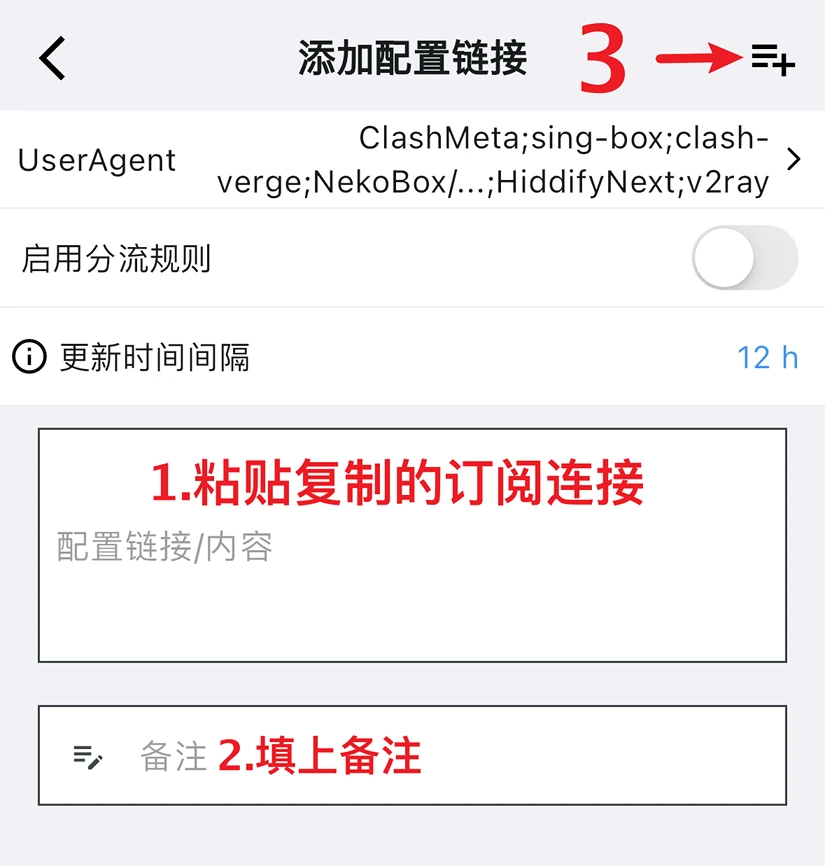 添加配置链接 3
UserAgent
ClashMeta;sing-box;clash-
verge;NekoBox/...;HiddifyNext;v2ray
启用分流规则
更新时间间隔 12 h
1.粘贴复制的订阅连接
配置链接/内容
备注 2.填上备注